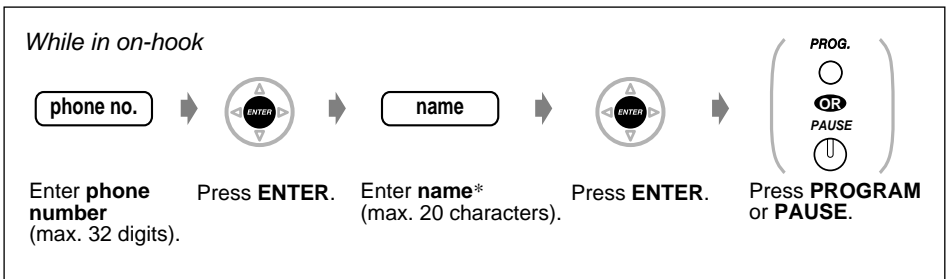 While in on-hook
PROG.
phone no.
ENTER
name
ENTER
OR
PAUSE
Enter phone
number
(max. 32 digits).
Press ENTER.
Enter name*
(max. 20 characters).
Press ENTER.
Press PROGRAM
or PAUSE.